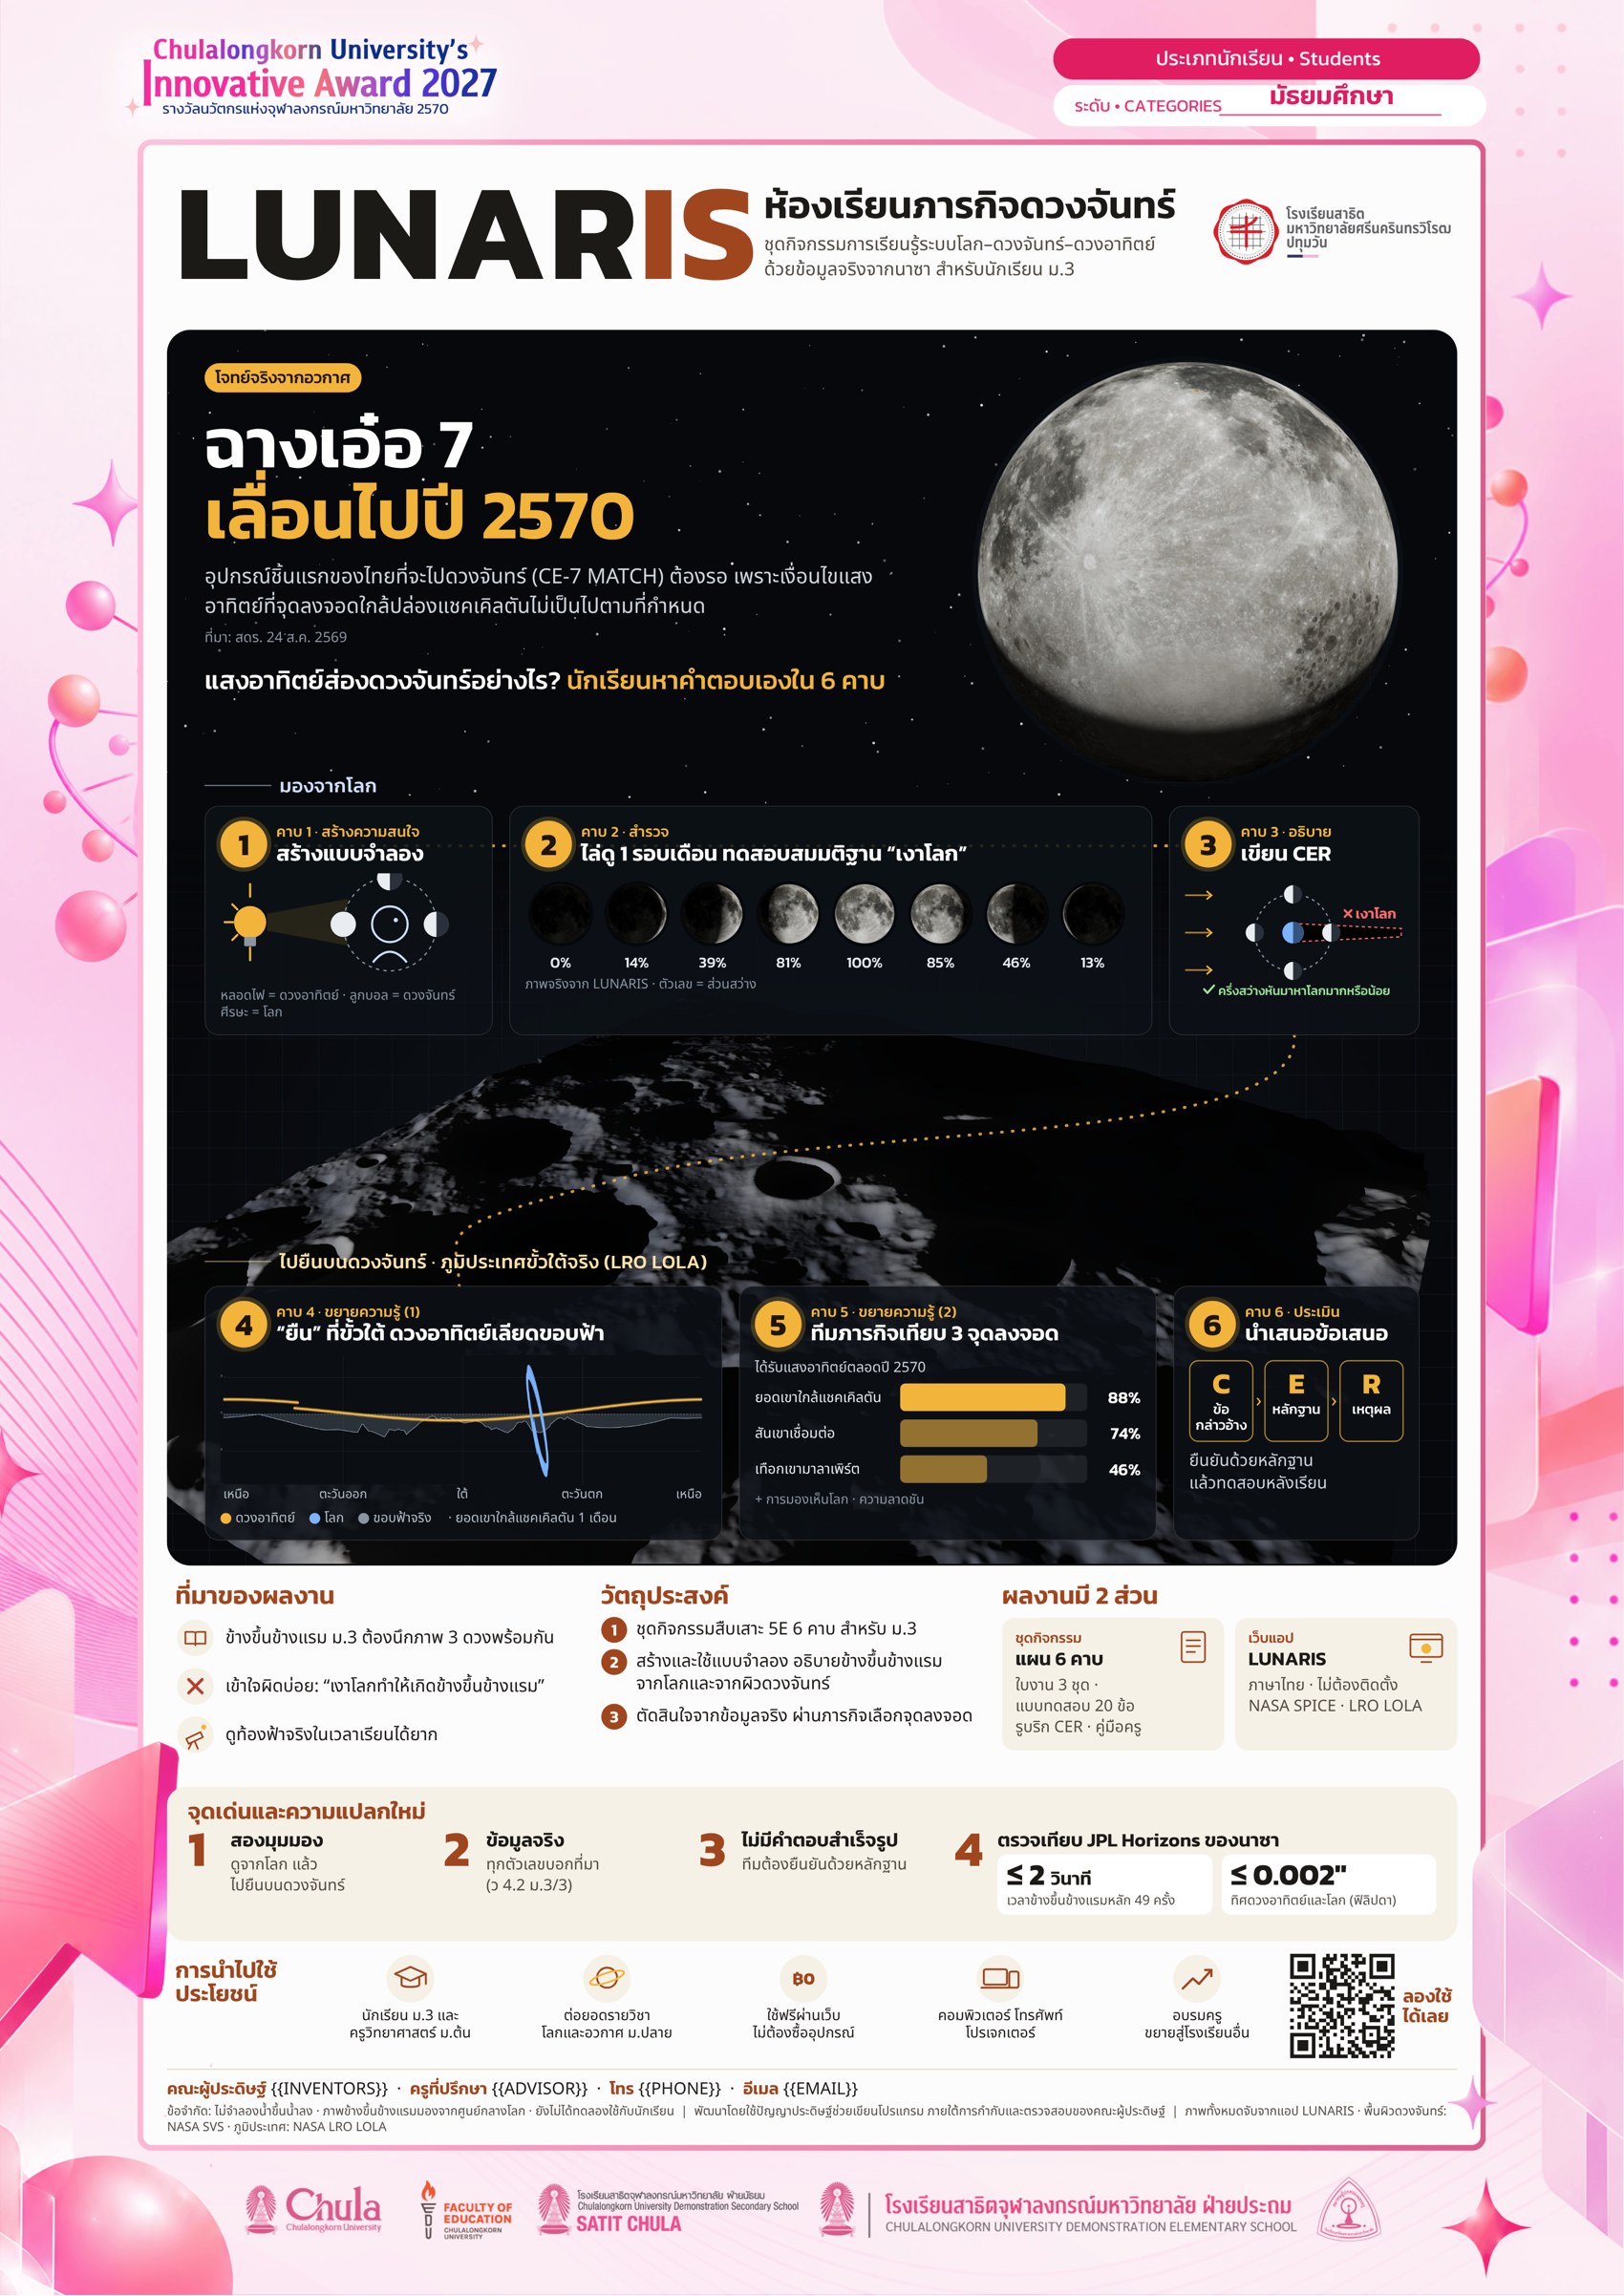 Chulalongkorn University's
Innovative Award 2027
รางวัลนวัตกรแห่งจุฬาลงกรณ์มหาวิทยาลัย 2570
ประเภทนักเรียน • Students
ระดับ • CATEGORIES มัธยมศึกษา
LUNARIS
ห้องเรียนภารกิจดวงจันทร์
ชุดกิจกรรมการเรียนรู้ระบบโลก–ดวงจันทร์–ดวงอาทิตย์
ด้วยข้อมูลจริงจากนาซา สำหรับนักเรียน ม.3
โรงเรียนสาธิต
มหาวิทยาลัยศรีนครินทรวิโรฒ
ปทุมวัน
โจทย์จริงจากอวกาศ
ฉางเอ๋อ 7
เลื่อนไปปี 2570
อุปกรณ์ชิ้นแรกของไทยที่จะไปดวงจันทร์ (CE-7 MATCH) ต้องรอ เพราะเงื่อนไขแสง
อาทิตย์ที่จุดลงจอดใกล้ปล่องแชคเคิลตันไม่เป็นไปตามที่กำหนด
ที่มา: สดร. 24 ส.ค. 2569
แสงอาทิตย์ส่องดวงจันทร์อย่างไร? นักเรียนหาคำตอบเองใน 6 คาบ
มองจากโลก
1
คาบ 1 · สร้างความสนใจ
สร้างแบบจำลอง
หลอดไฟ = ดวงอาทิตย์ · ลูกบอล = ดวงจันทร์
ศีรษะ = โลก
2
คาบ 2 · สำรวจ
ไล่ดู 1 รอบเดือน ทดสอบสมมติฐาน “เงาโลก”
0% 14% 39% 81% 100% 85% 46% 13%
ภาพจริงจาก LUNARIS · ตัวเลข = ส่วนสว่าง
3
คาบ 3 · อธิบาย
เขียน CER
✕ เงาโลก
✓ ครึ่งสว่างหันมาหาโลกมากหรือน้อย
ไปยืนบนดวงจันทร์ · ภูมิประเทศขั้วใต้จริง (LRO LOLA)
4
คาบ 4 · ขยายความรู้ (1)
“ยืน” ที่ขั้วใต้ ดวงอาทิตย์เลียดขอบฟ้า
เหนือ ตะวันออก ใต้ ตะวันตก เหนือ
ดวงอาทิตย์ โลก ขอบฟ้าจริง · ยอดเขาใกล้แชคเคิลตัน 1 เดือน
5
คาบ 5 · ขยายความรู้ (2)
ทีมภารกิจเทียบ 3 จุดลงจอด
ได้รับแสงอาทิตย์ตลอดปี 2570
ยอดเขาใกล้แชคเคิลตัน 88%
สันเขาเชื่อมต่อ 74%
เทือกเขามาลาเพิร์ต 46%
+ การมองเห็นโลก · ความลาดชัน
6
คาบ 6 · ประเมิน
นำเสนอข้อเสนอ
C › E › R
ข้อ
กล่าวอ้าง
หลักฐาน
เหตุผล
ยืนยันด้วยหลักฐาน
แล้วทดสอบหลังเรียน
ที่มาของผลงาน
ข้างขึ้นข้างแรม ม.3 ต้องนึกภาพ 3 ดวงพร้อมกัน
เข้าใจผิดบ่อย: “เงาโลกทำให้เกิดข้างขึ้นข้างแรม”
ดูท้องฟ้าจริงในเวลาเรียนได้ยาก
วัตถุประสงค์
1 ชุดกิจกรรมสืบเสาะ 5E 6 คาบ สำหรับ ม.3
2 สร้างและใช้แบบจำลอง อธิบายข้างขึ้นข้างแรม
จากโลกและจากผิวดวงจันทร์
3 ตัดสินใจจากข้อมูลจริง ผ่านภารกิจเลือกจุดลงจอด
ผลงานมี 2 ส่วน
ชุดกิจกรรม
แผน 6 คาบ
ใบงาน 3 ชุด ·
แบบทดสอบ 20 ข้อ
รูบริก CER · คู่มือครู
เว็บแอป
LUNARIS
ภาษาไทย · ไม่ต้องติดตั้ง
NASA SPICE · LRO LOLA
จุดเด่นและความแปลกใหม่
1 สองมุมมอง
ดูจากโลก แล้ว
ไปยืนบนดวงจันทร์
2 ข้อมูลจริง
ทุกตัวเลขบอกที่มา
(ว 4.2 ม.3/3)
3 ไม่มีคำตอบสำเร็จรูป
ทีมต้องยืนยันด้วยหลักฐาน
4 ตรวจเทียบ JPL Horizons ของนาซา
≤ 2 วินาที
เวลาข้างขึ้นข้างแรมหลัก 49 ครั้ง
≤ 0.002"
ทิศดวงอาทิตย์และโลก (ฟิลิปดา)
การนำไปใช้
ประโยชน์
นักเรียน ม.3 และ
ครูวิทยาศาสตร์ ม.ต้น
ต่อยอดรายวิชา
โลกและอวกาศ ม.ปลาย
฿0
ใช้ฟรีผ่านเว็บ
ไม่ต้องซื้ออุปกรณ์
คอมพิวเตอร์ โทรศัพท์
โปรเจกเตอร์
อบรมครู
ขยายสู่โรงเรียนอื่น
ลองใช้
ได้เลย
คณะผู้ประดิษฐ์ {{INVENTORS}} · ครูที่ปรึกษา {{ADVISOR}} · โทร {{PHONE}} · อีเมล {{EMAIL}}
ข้อจำกัด: ไม่จำลองน้ำขึ้นน้ำลง · ภาพข้างขึ้นข้างแรมมองจากศูนย์กลางโลก · ยังไม่ได้ทดลองใช้กับนักเรียน | พัฒนาโดยใช้ปัญญาประดิษฐ์ช่วยเขียนโปรแกรม ภายใต้การกำกับและตรวจสอบของคณะผู้ประดิษฐ์ | ภาพทั้งหมดจับจากแอป LUNARIS · พื้นผิวดวงจันทร์:
NASA SVS · ภูมิประเทศ: NASA LRO LOLA
Chula
Chulalongkorn University
FACULTY OF
EDUCATION
CHULALONGKORN
UNIVERSITY
โรงเรียนสาธิตจุฬาลงกรณ์มหาวิทยาลัย ฝ่ายมัธยม
Chulalongkorn University Demonstration Secondary School
SATIT CHULA
โรงเรียนสาธิตจุฬาลงกรณ์มหาวิทยาลัย ฝ่ายประถม
CHULALONGKORN UNIVERSITY DEMONSTRATION ELEMENTARY SCHOOL